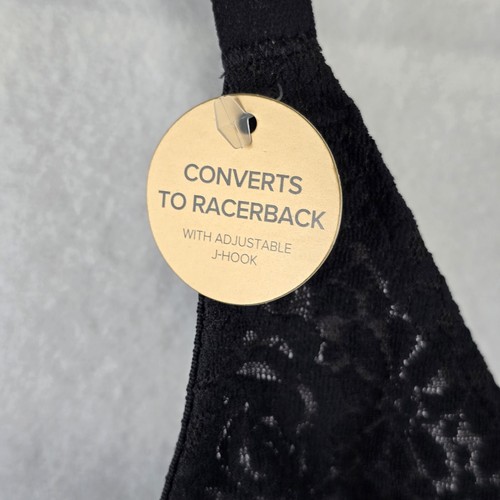 CONVERTS
TO RACERBACK
WITH ADJUSTABLE
J-HOOK